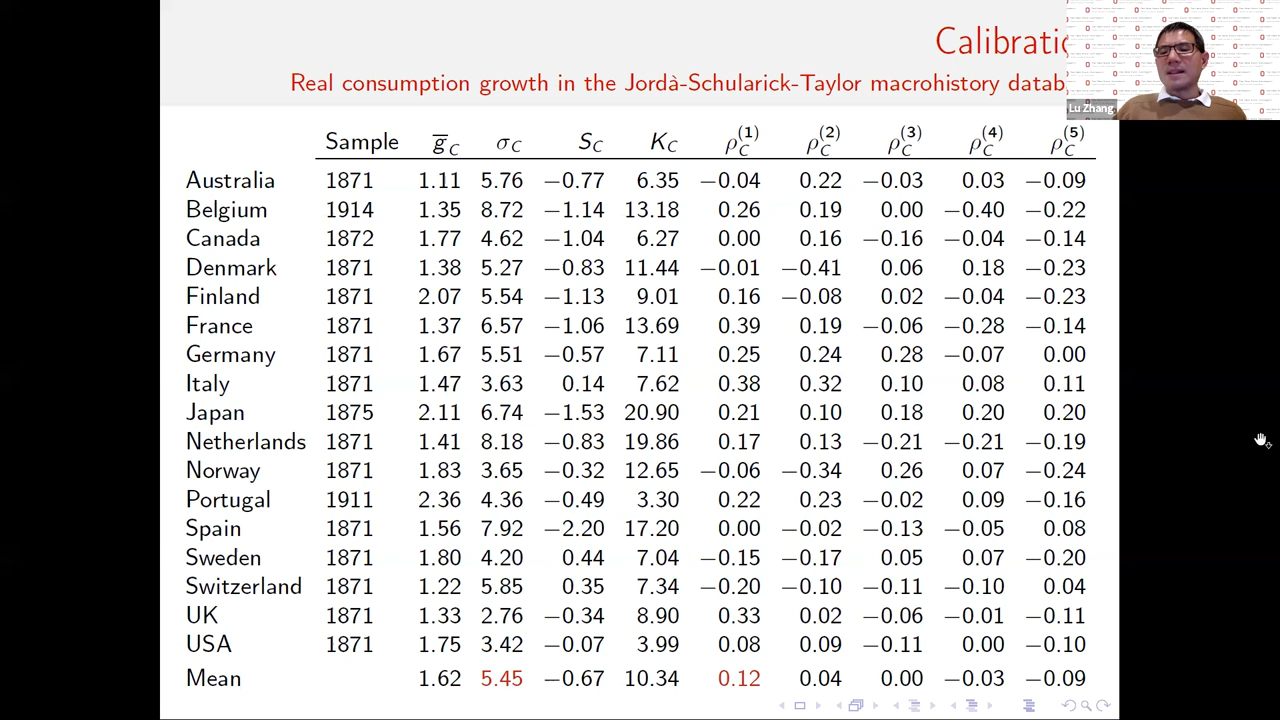 Calibratio
Real consumption growth in the Jordà-Schularick-Taylor macrohistory datab
Lu Zhang
Sample g̅_C σ_C S_C K_C ρ_C^(1) ρ_C^(2) ρ_C^(3) ρ_C^(4) ρ_C^(5)
Australia 1871 1.11 5.76 −0.77 6.35 −0.04 0.22 −0.03 0.03 −0.09
Belgium 1914 1.35 8.72 −1.14 13.18 0.26 0.19 0.00 −0.40 −0.22
Canada 1872 1.77 4.62 −1.04 6.27 0.00 0.16 −0.16 −0.04 −0.14
Denmark 1871 1.38 5.27 −0.83 11.44 −0.01 −0.41 0.06 0.18 −0.23
Finland 1871 2.07 5.54 −1.13 9.01 0.16 −0.08 0.02 −0.04 −0.23
France 1871 1.37 6.57 −1.06 13.69 0.39 0.19 −0.06 −0.28 −0.14
Germany 1871 1.67 5.51 −0.57 7.11 0.25 0.24 0.28 −0.07 0.00
Italy 1871 1.47 3.63 0.14 7.62 0.38 0.32 0.10 0.08 0.11
Japan 1875 2.11 6.74 −1.53 20.90 0.21 0.10 0.18 0.20 0.20
Netherlands 1871 1.41 8.18 −0.83 19.86 0.17 0.13 −0.21 −0.21 −0.19
Norway 1871 1.83 3.65 −0.32 12.65 −0.06 −0.34 0.26 0.07 −0.24
Portugal 1911 2.36 4.36 −0.49 3.30 0.22 0.23 −0.02 0.09 −0.16
Spain 1871 1.56 7.92 −2.20 17.20 0.00 −0.02 −0.13 −0.05 0.08
Sweden 1871 1.80 4.20 0.44 7.04 −0.15 −0.17 0.05 0.07 −0.20
Switzerland 1871 1.22 5.85 0.35 7.34 −0.20 −0.10 −0.11 −0.10 0.04
UK 1871 1.33 2.76 −0.34 8.90 0.33 0.02 −0.06 −0.01 −0.11
USA 1871 1.75 3.42 −0.07 3.99 0.08 0.09 −0.11 0.00 −0.10
Mean 1.62 5.45 −0.67 10.34 0.12 0.04 0.00 −0.03 −0.09